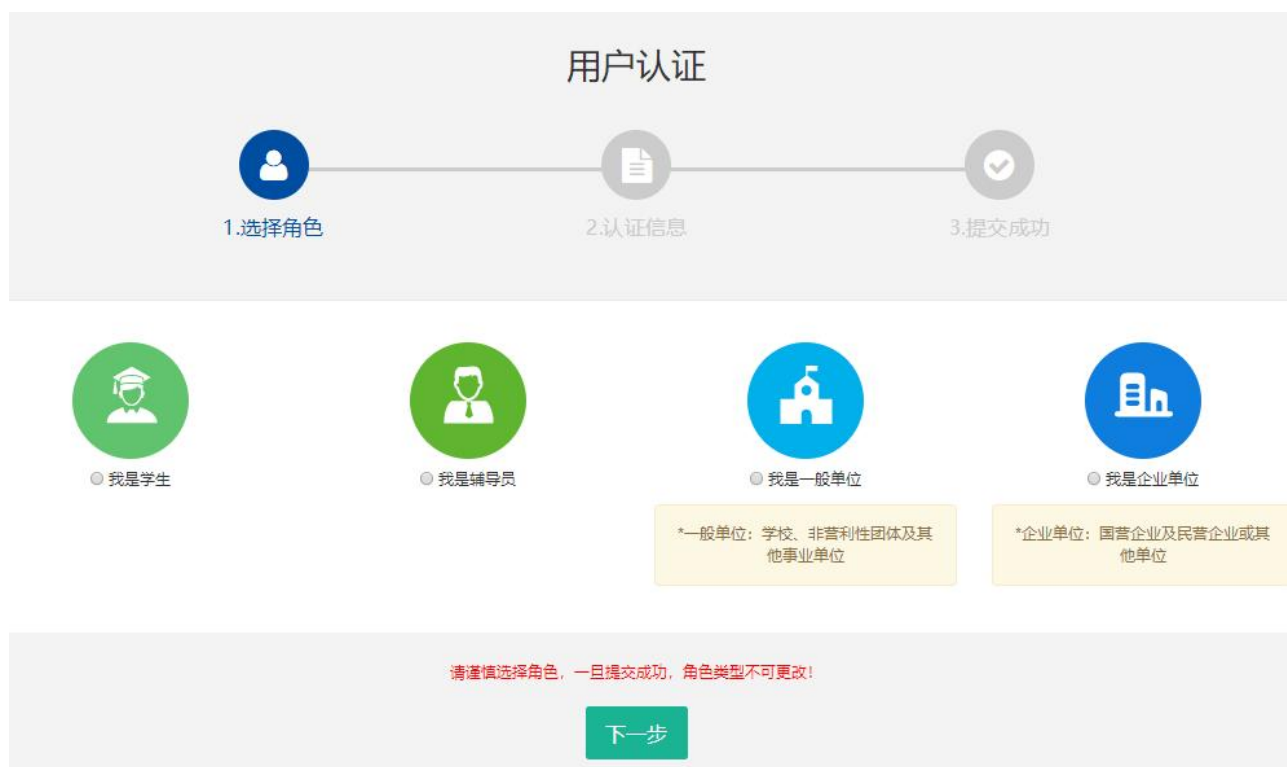 用户认证
1.选择角色
2.认证信息
3.提交成功
我是学生
我是辅导员
我是一般单位
我是企业单位
*一般单位：学校、非营利性团体及其
他事业单位
*企业单位：国营企业及民营企业或其
他单位
请谨慎选择角色，一旦提交成功，角色类型不可更改！
下一步